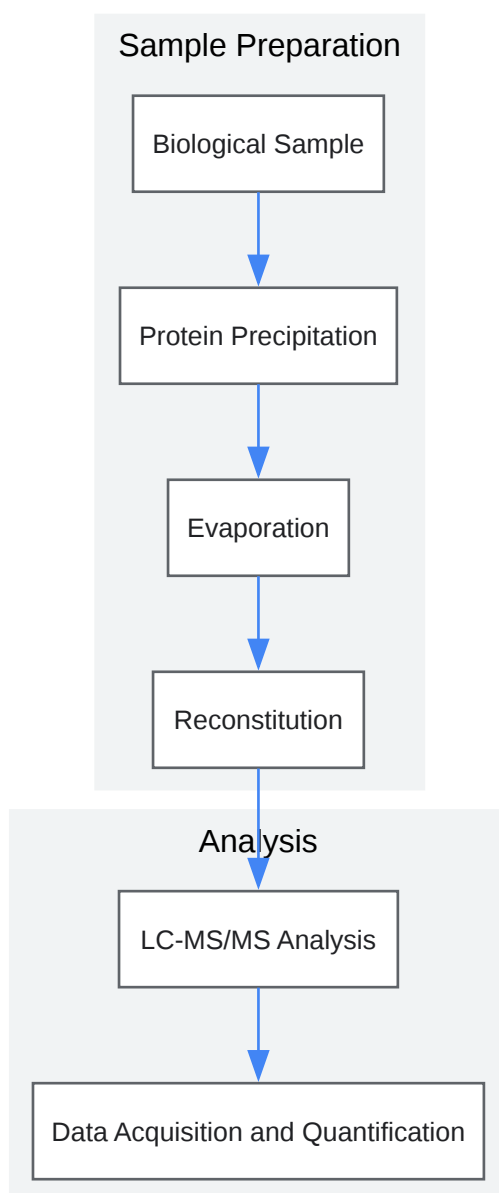 Sample Preparation
Biological Sample
Protein Precipitation
Evaporation
Reconstitution
Analysis
LC-MS/MS Analysis
Data Acquisition and Quantification